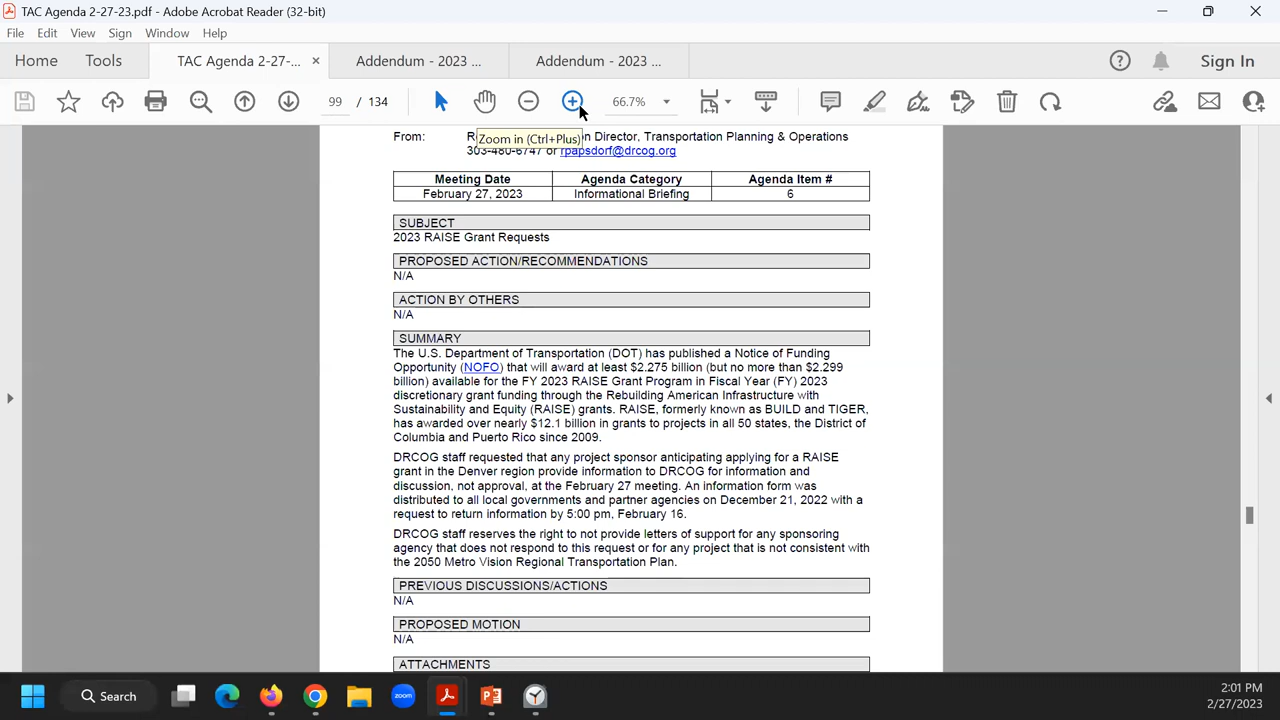 TAC Agenda 2-27-23.pdf - Adobe Acrobat Reader (32-bit)
File Edit View Sign Window Help
Home Tools TAC Agenda 2-27-... × Addendum - 2023 ... Addendum - 2023 ... Sign In
99 / 134 66.7%
Zoom in (Ctrl+Plus)
From: n Director, Transportation Planning & Operations
303-480-6747 or rpapsdorf@drcog.org
Meeting Date Agenda Category Agenda Item #
February 27, 2023 Informational Briefing 6
SUBJECT
2023 RAISE Grant Requests
PROPOSED ACTION/RECOMMENDATIONS
N/A
ACTION BY OTHERS
N/A
SUMMARY
The U.S. Department of Transportation (DOT) has published a Notice of Funding
Opportunity (NOFO) that will award at least $2.275 billion (but no more than $2.299
billion) available for the FY 2023 RAISE Grant Program in Fiscal Year (FY) 2023
discretionary grant funding through the Rebuilding American Infrastructure with
Sustainability and Equity (RAISE) grants. RAISE, formerly known as BUILD and TIGER,
has awarded over nearly $12.1 billion in grants to projects in all 50 states, the District of
Columbia and Puerto Rico since 2009.
DRCOG staff requested that any project sponsor anticipating applying for a RAISE
grant in the Denver region provide information to DRCOG for information and
discussion, not approval, at the February 27 meeting. An information form was
distributed to all local governments and partner agencies on December 21, 2022 with a
request to return information by 5:00 pm, February 16.
DRCOG staff reserves the right to not provide letters of support for any sponsoring
agency that does not respond to this request or for any project that is not consistent with
the 2050 Metro Vision Regional Transportation Plan.
PREVIOUS DISCUSSIONS/ACTIONS
N/A
PROPOSED MOTION
N/A
ATTACHMENTS
Search zoom 2:01 PM
2/27/2023